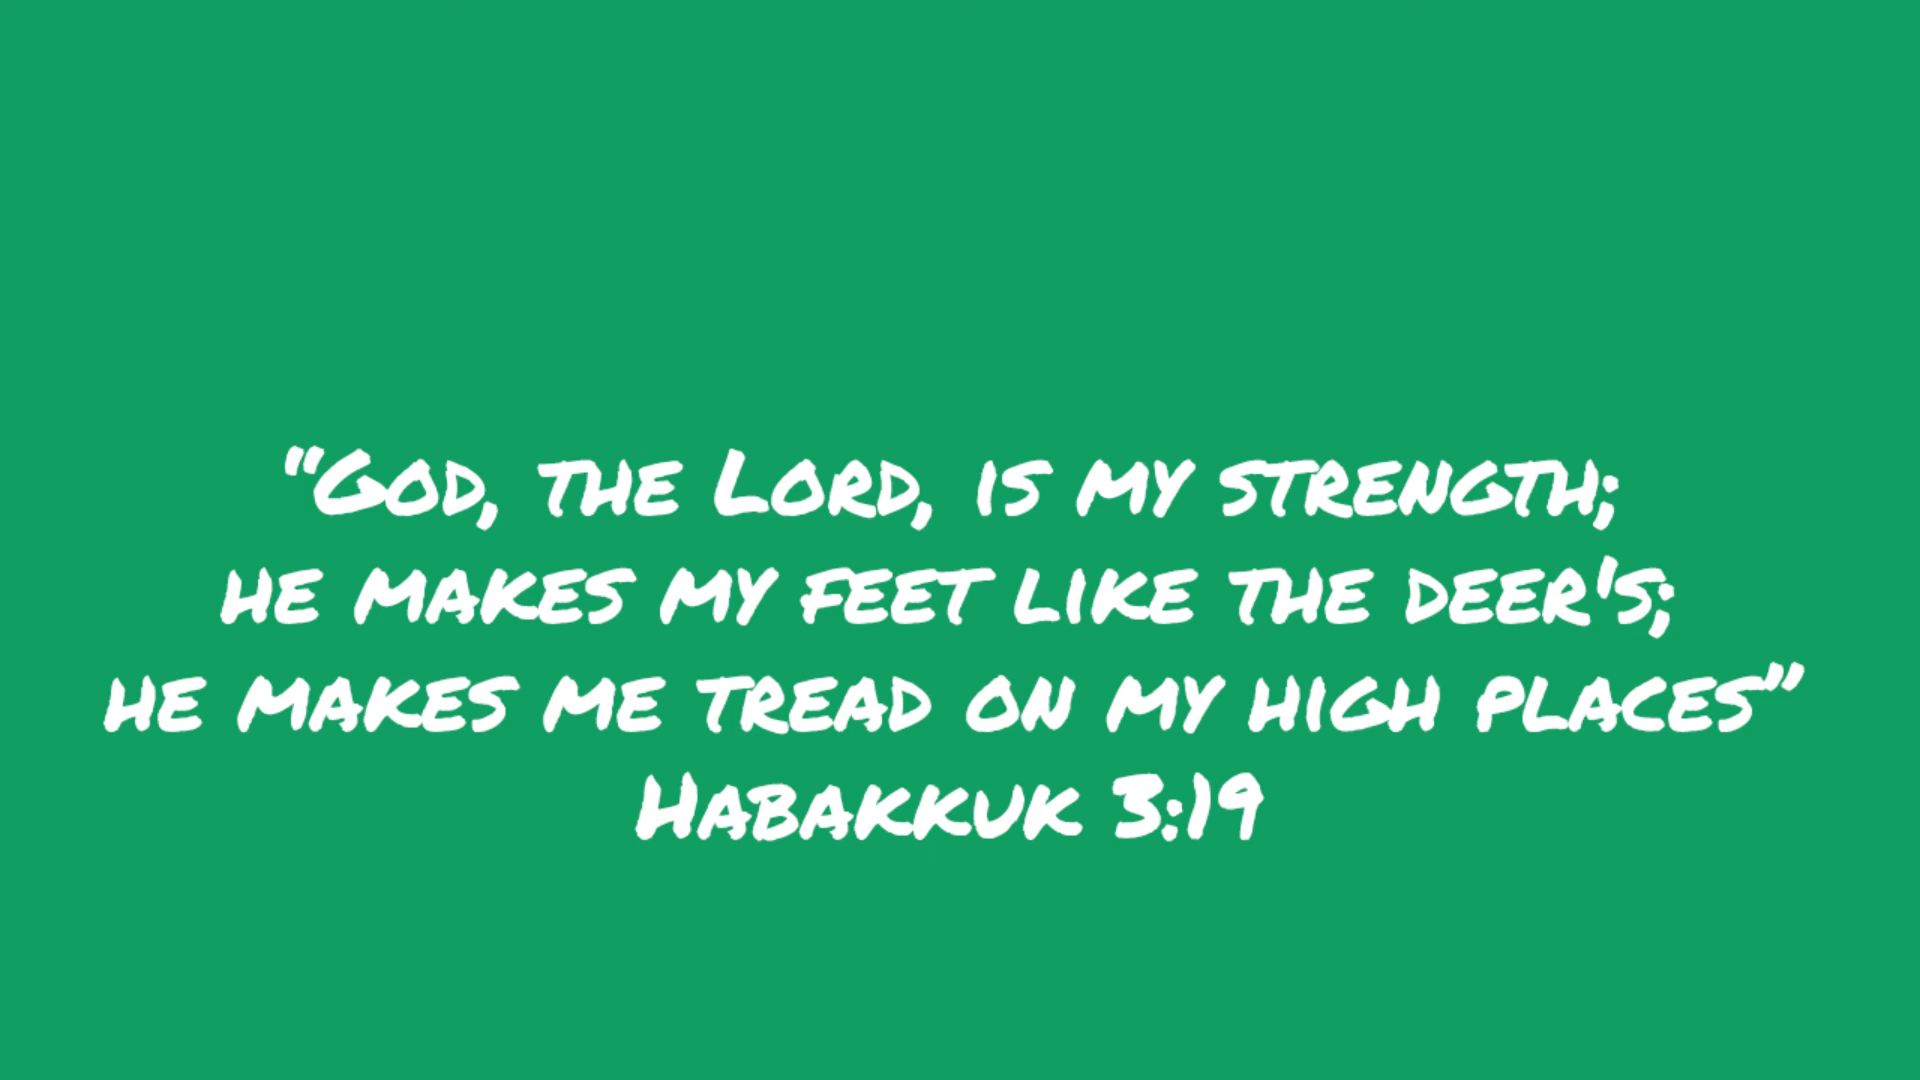 “God, the Lord, is my strength;
he makes my feet like the deer's;
he makes me tread on my high places”
Habakkuk 3:19